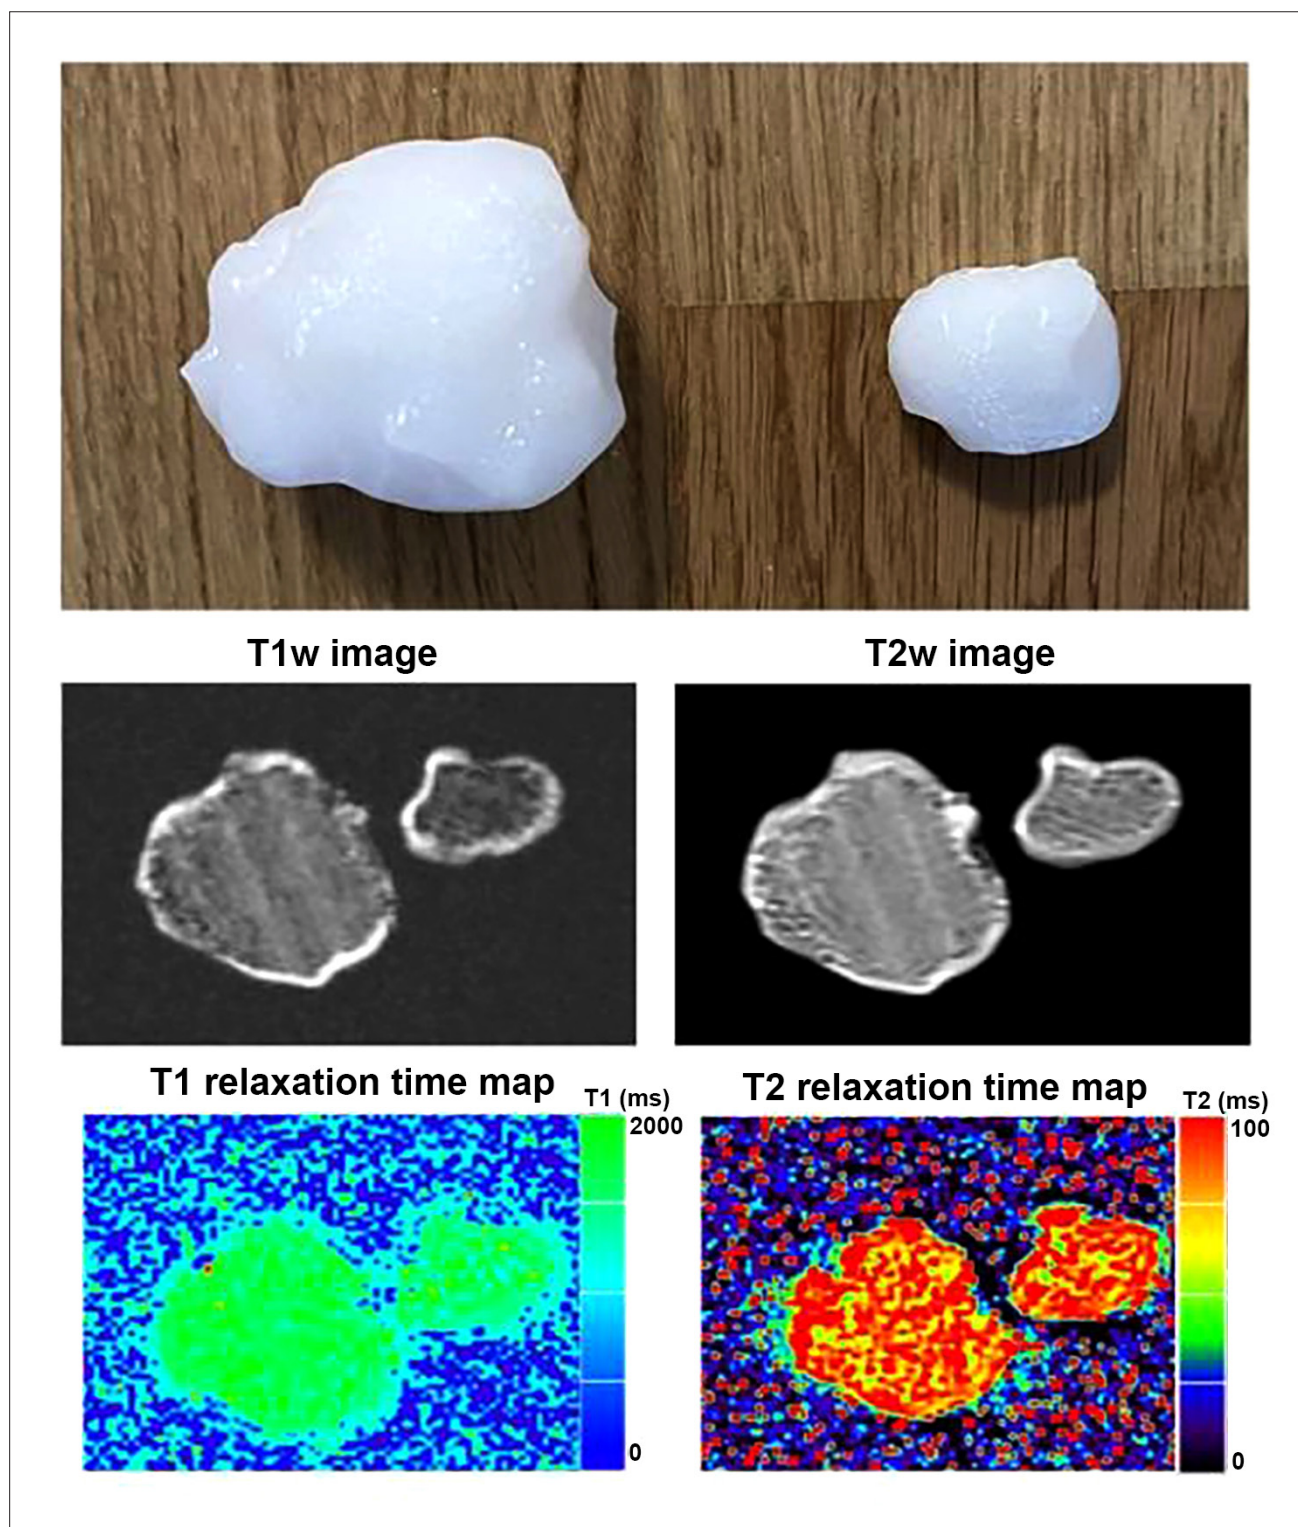 T1w image
T2w image
T1 relaxation time map
T1 (ms)
2000
0
T2 relaxation time map
T2 (ms)
100
0